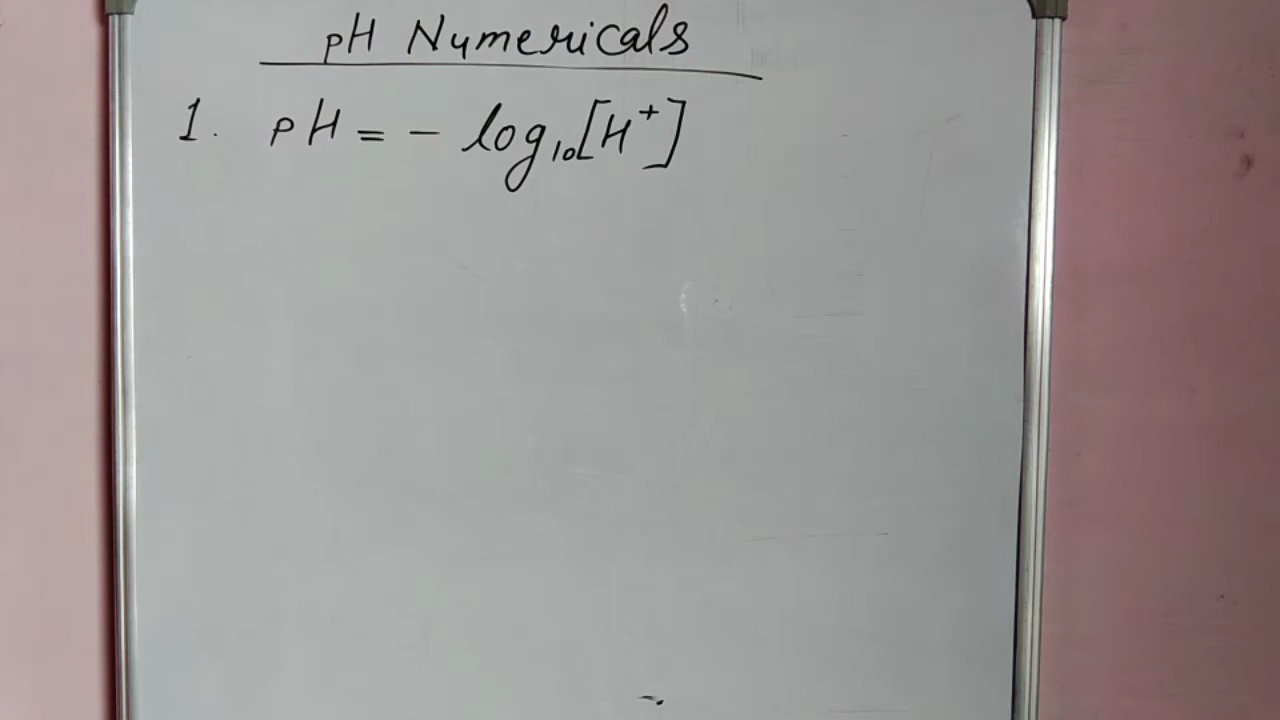 pH Numericals
1. pH = - log₁₀[H⁺]